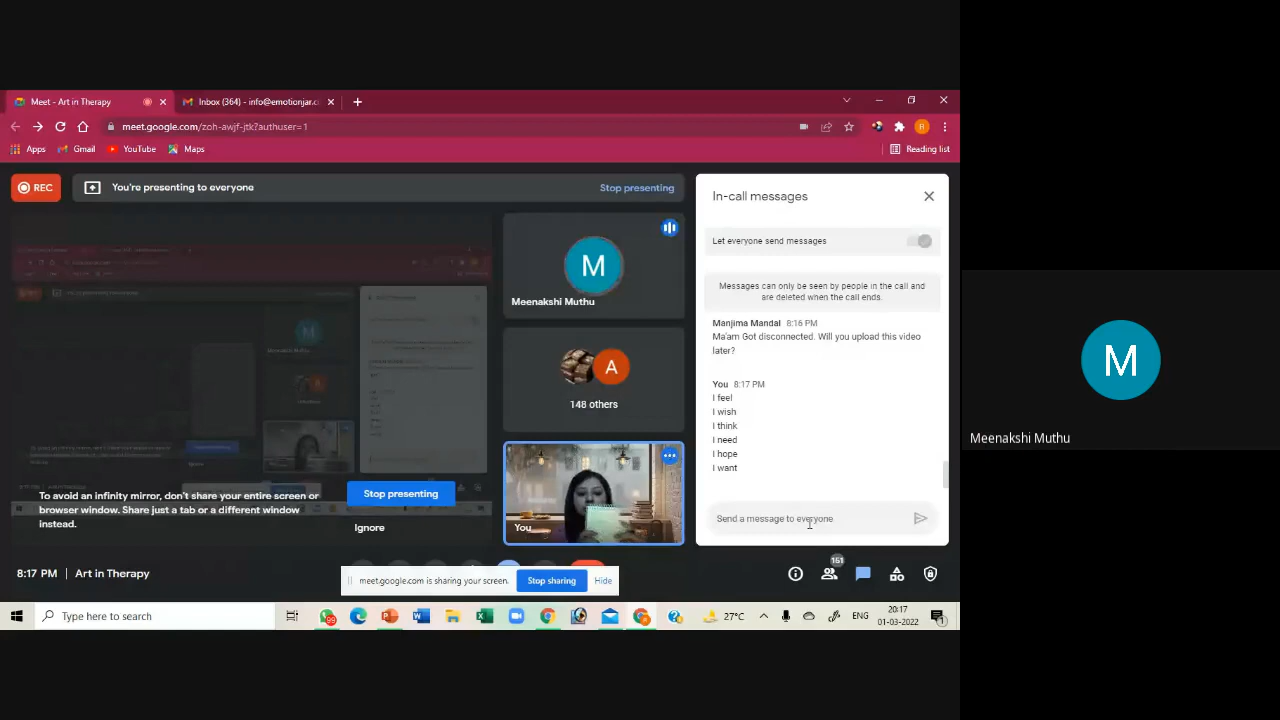 Meet - Art in Therapy
Inbox (364) - info@emotionjar.c
meet.google.com/zoh-awjf-jtk?authuser=1
Apps
Gmail
YouTube
Maps
Reading list
REC
You're presenting to everyone
Stop presenting
M
Meenakshi Muthu
A
148 others
You
To avoid an infinity mirror, don't share your entire screen or
browser window. Share just a tab or a different window
instead.
Stop presenting
Ignore
In-call messages
Let everyone send messages
Messages can only be seen by people in the call and
are deleted when the call ends.
Manjima Mandal 8:16 PM
Ma'am Got disconnected. Will you upload this video
later?
You 8:17 PM
I feel
I wish
I think
I need
I hope
I want
Send a message to everyone
8:17 PM | Art in Therapy
meet.google.com is sharing your screen.
Stop sharing
Hide
151
Type here to search
99
27°C
ENG
20:17
01-03-2022
1
M
Meenakshi Muthu